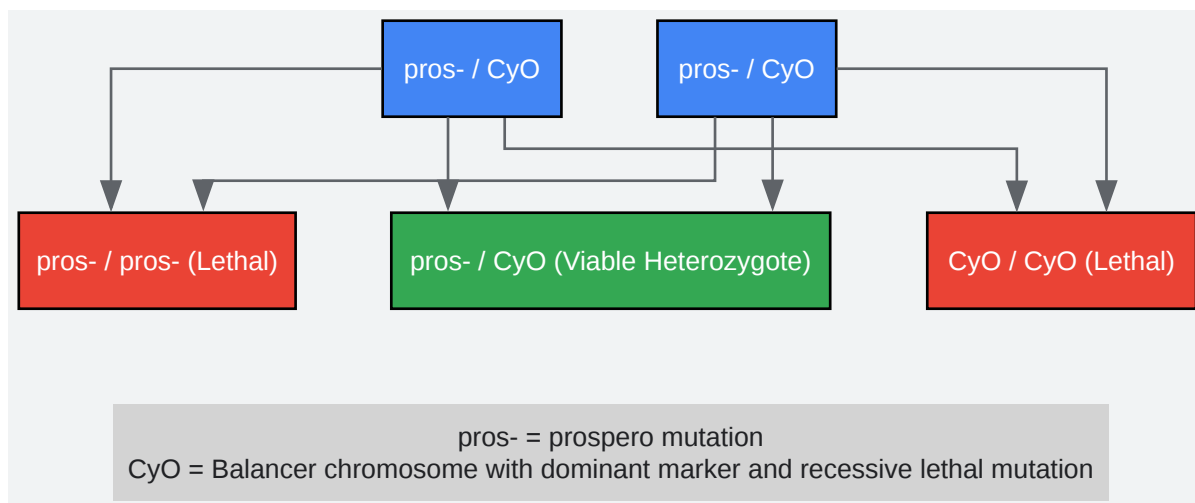 pros- / CyO
pros- / CyO
pros- / pros- (Lethal)
pros- / CyO (Viable Heterozygote)
CyO / CyO (Lethal)
pros- = prospero mutation
CyO = Balancer chromosome with dominant marker and recessive lethal mutation